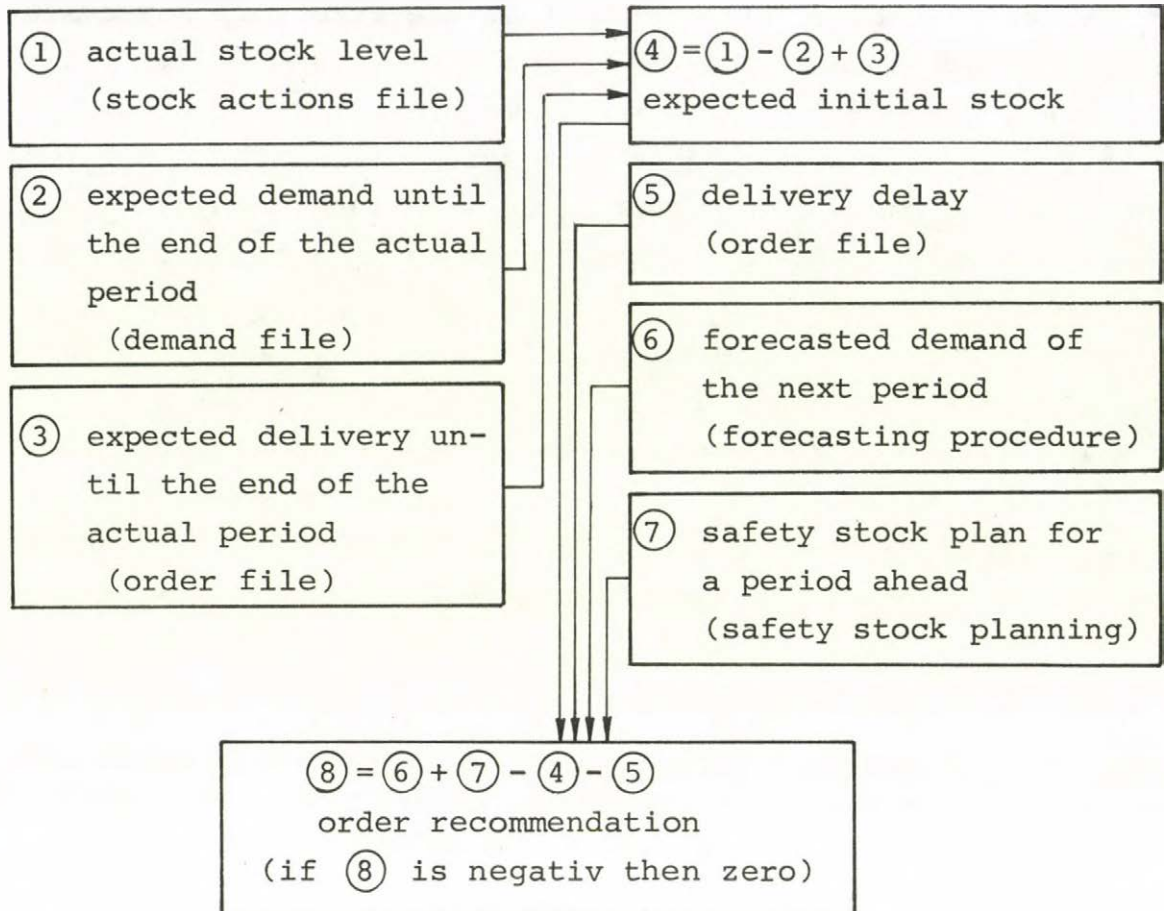 ① actual stock level
(stock actions file)
② expected demand until
the end of the actual
period
(demand file)
③ expected delivery un-
til the end of the
actual period
(order file)
④ = ① - ② + ③
expected initial stock
⑤ delivery delay
(order file)
⑥ forecasted demand of
the next period
(forecasting procedure)
⑦ safety stock plan for
a period ahead
(safety stock planning)
⑧ = ⑥ + ⑦ - ④ - ⑤
order recommendation
(if ⑧ is negativ then zero)